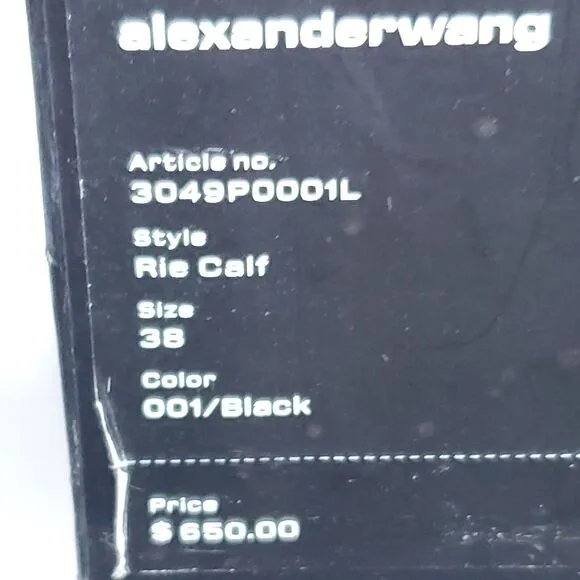 alexanderwang
Article no.
3049P0001L
Style
Rie Calf
Size
38
Color
001/Black
Price
$ 650.00